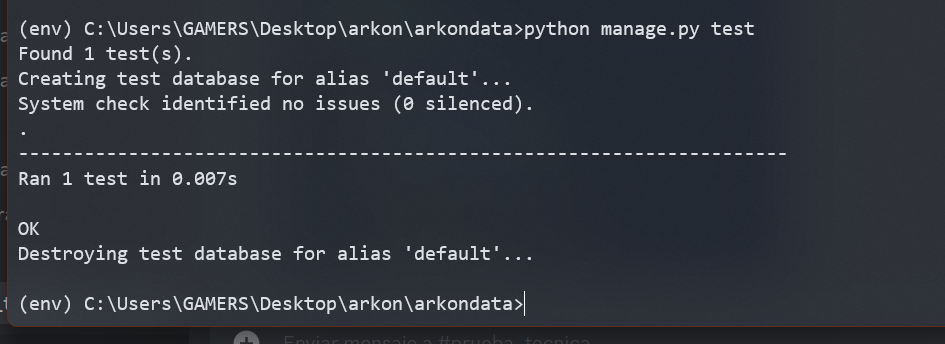 (env) C:\Users\GAMERS\Desktop\arkon\arkondata>python manage.py test
Found 1 test(s).
Creating test database for alias 'default'...
System check identified no issues (0 silenced).
.
----------------------------------------------------------------------
Ran 1 test in 0.007s
OK
Destroying test database for alias 'default'...
(env) C:\Users\GAMERS\Desktop\arkon\arkondata>
Enviar mensaje a #prueba_tecnica